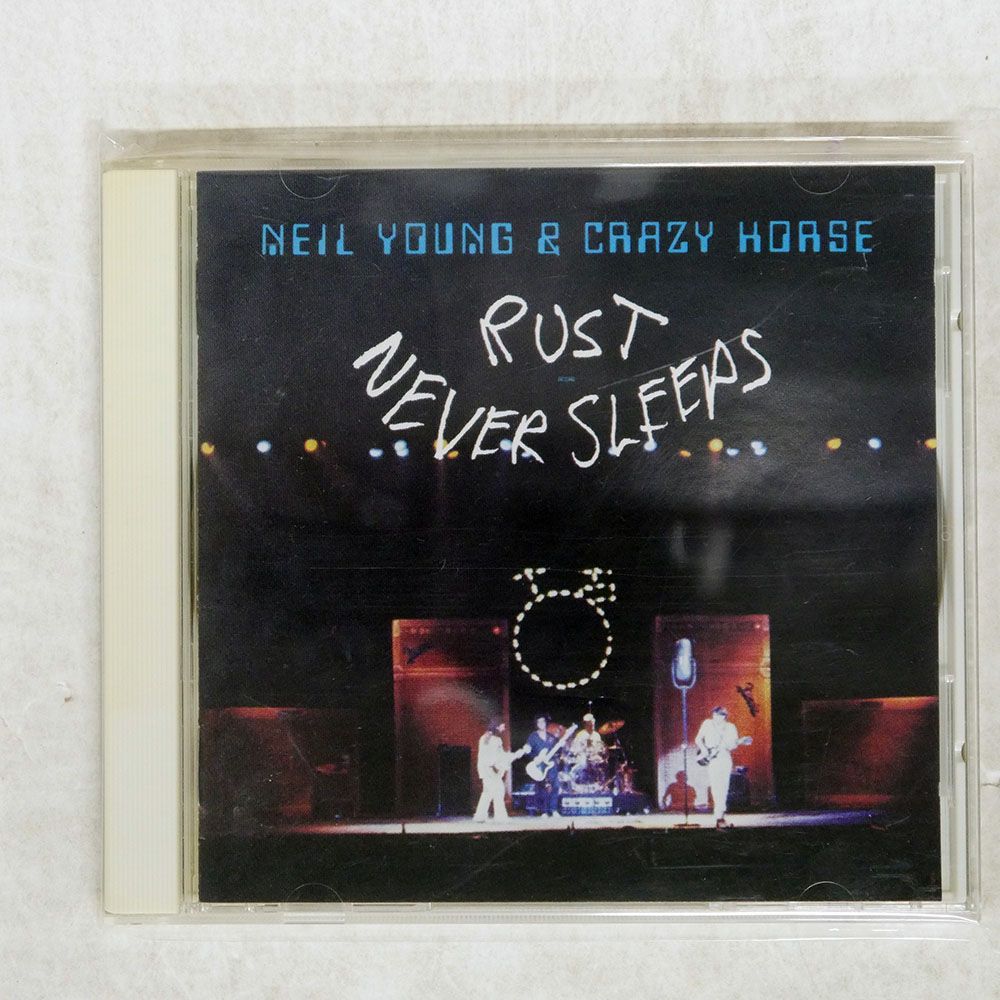 NEIL YOUNG & CRAZY HORSE
RUST
NEVER SLEEPS